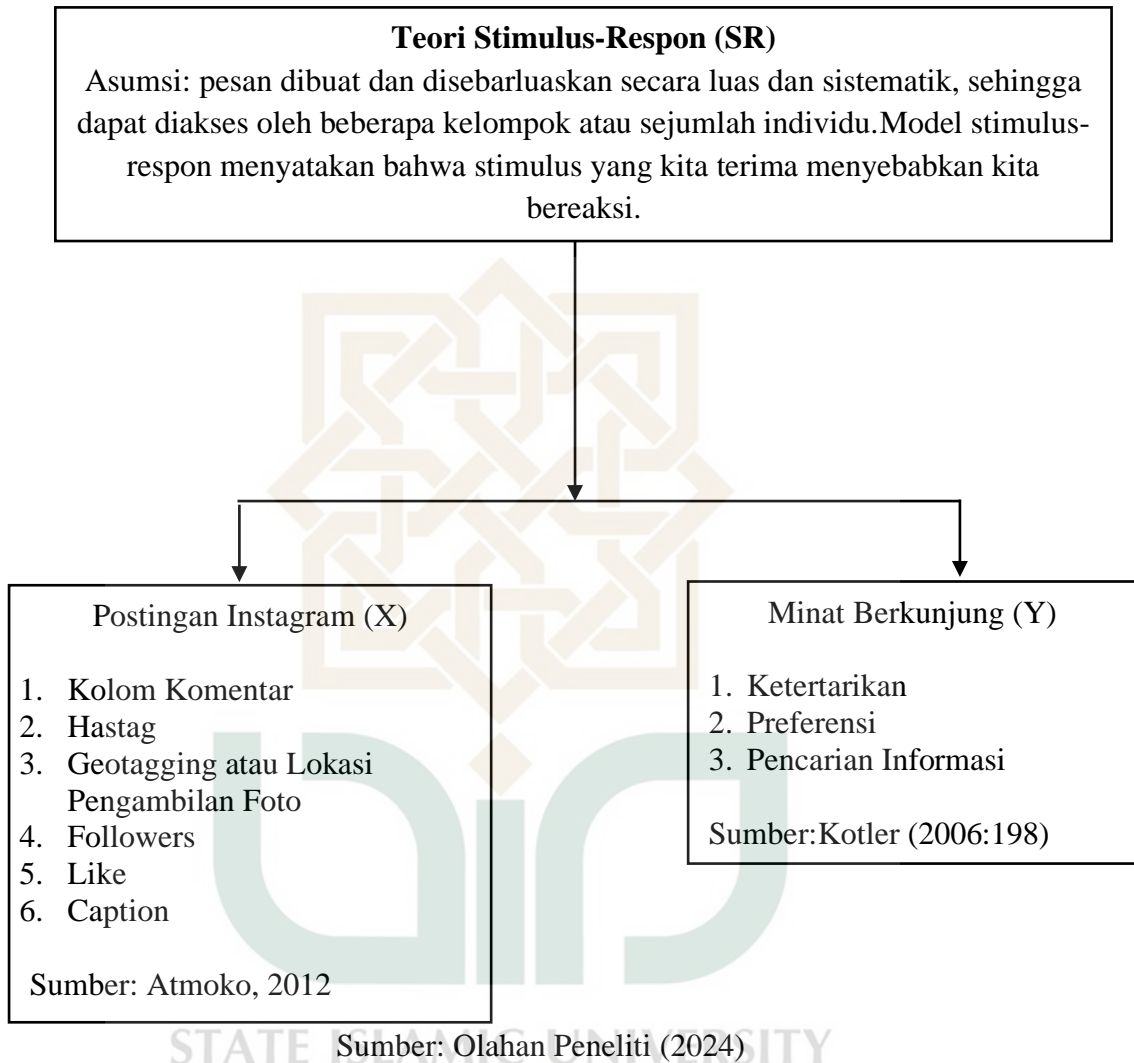 Teori Stimulus-Respon (SR)
Asumsi: pesan dibuat dan disebarluaskan secara luas dan sistematik, sehingga
dapat diakses oleh beberapa kelompok atau sejumlah individu.Model stimulus-
respon menyatakan bahwa stimulus yang kita terima menyebabkan kita
bereaksi.
Postingan Instagram (X)
1. Kolom Komentar
2. Hastag
3. Geotagging atau Lokasi
Pengambilan Foto
4. Followers
5. Like
6. Caption
Sumber: Atmoko, 2012
Minat Berkunjung (Y)
1. Ketertarikan
2. Preferensi
3. Pencarian Informasi
Sumber:Kotler (2006:198)
STATE ISLAMIC UNIVERSITY
Sumber: Olahan Peneliti (2024)